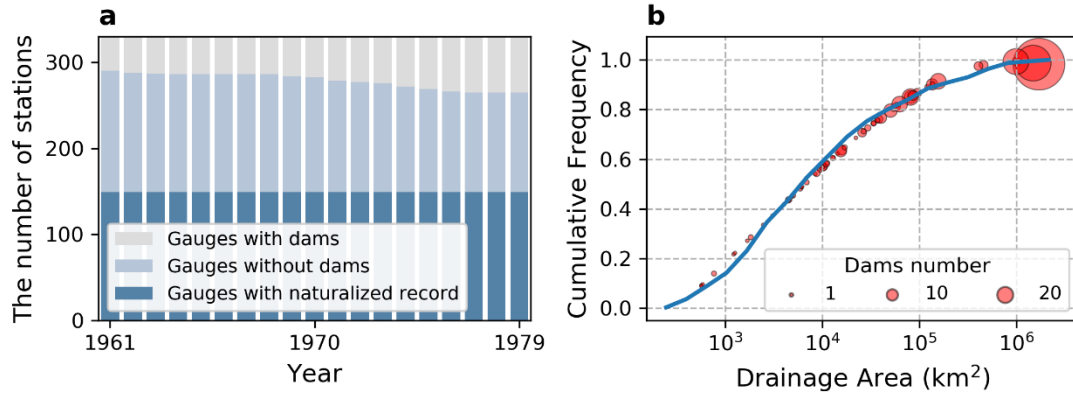 a
The number of stations
300
200
100
0
Gauges with dams
Gauges without dams
Gauges with naturalized record
1961
1970
1979
Year
b
Cumulative Frequency
1.0
0.8
0.6
0.4
0.2
0.0
Dams number
1 10 20
10³ 10⁴ 10⁵ 10⁶
Drainage Area (km²)